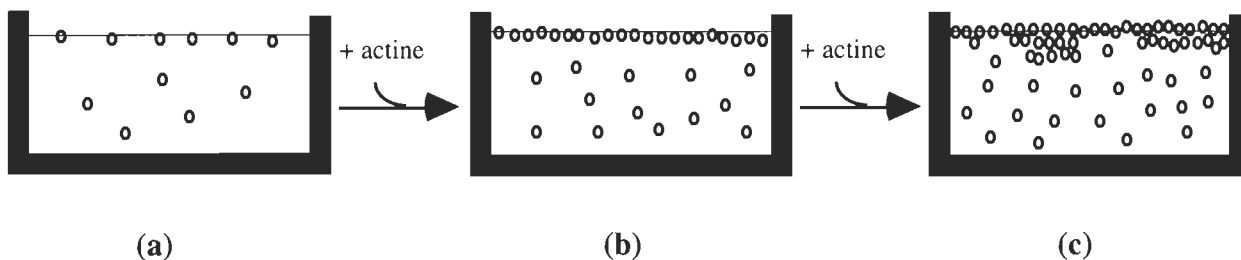 + actine
+ actine
(a)
(b)
(c)